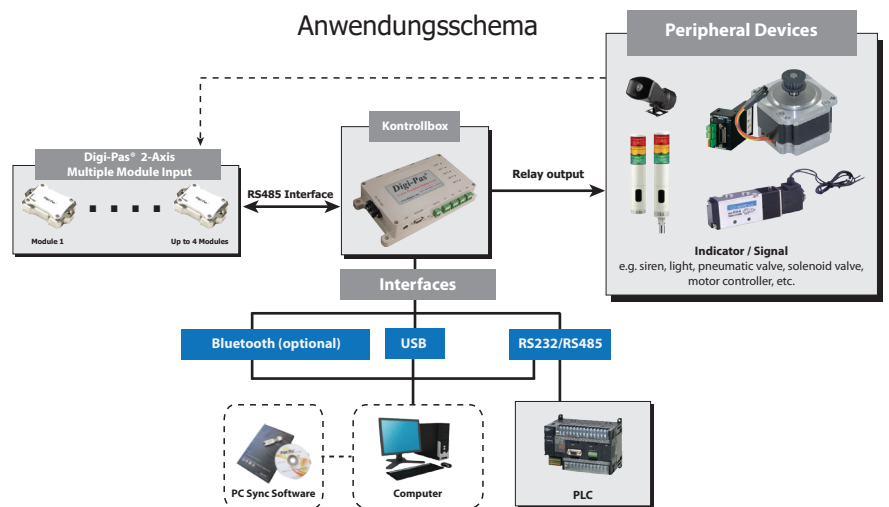 Anwendungsschema
Peripheral Devices
Kontrollbox
Digi-Pas® 2-Axis
Multiple Module Input
Digi-Pas®
RS485 Interface
Relay output
Module 1
Up to 4 Modules
Indicator / Signal
e.g. siren, light, pneumatic valve, solenoid valve,
motor controller, etc.
Interfaces
Bluetooth (optional)
USB
RS232/RS485
PC Sync Software
Computer
PLC